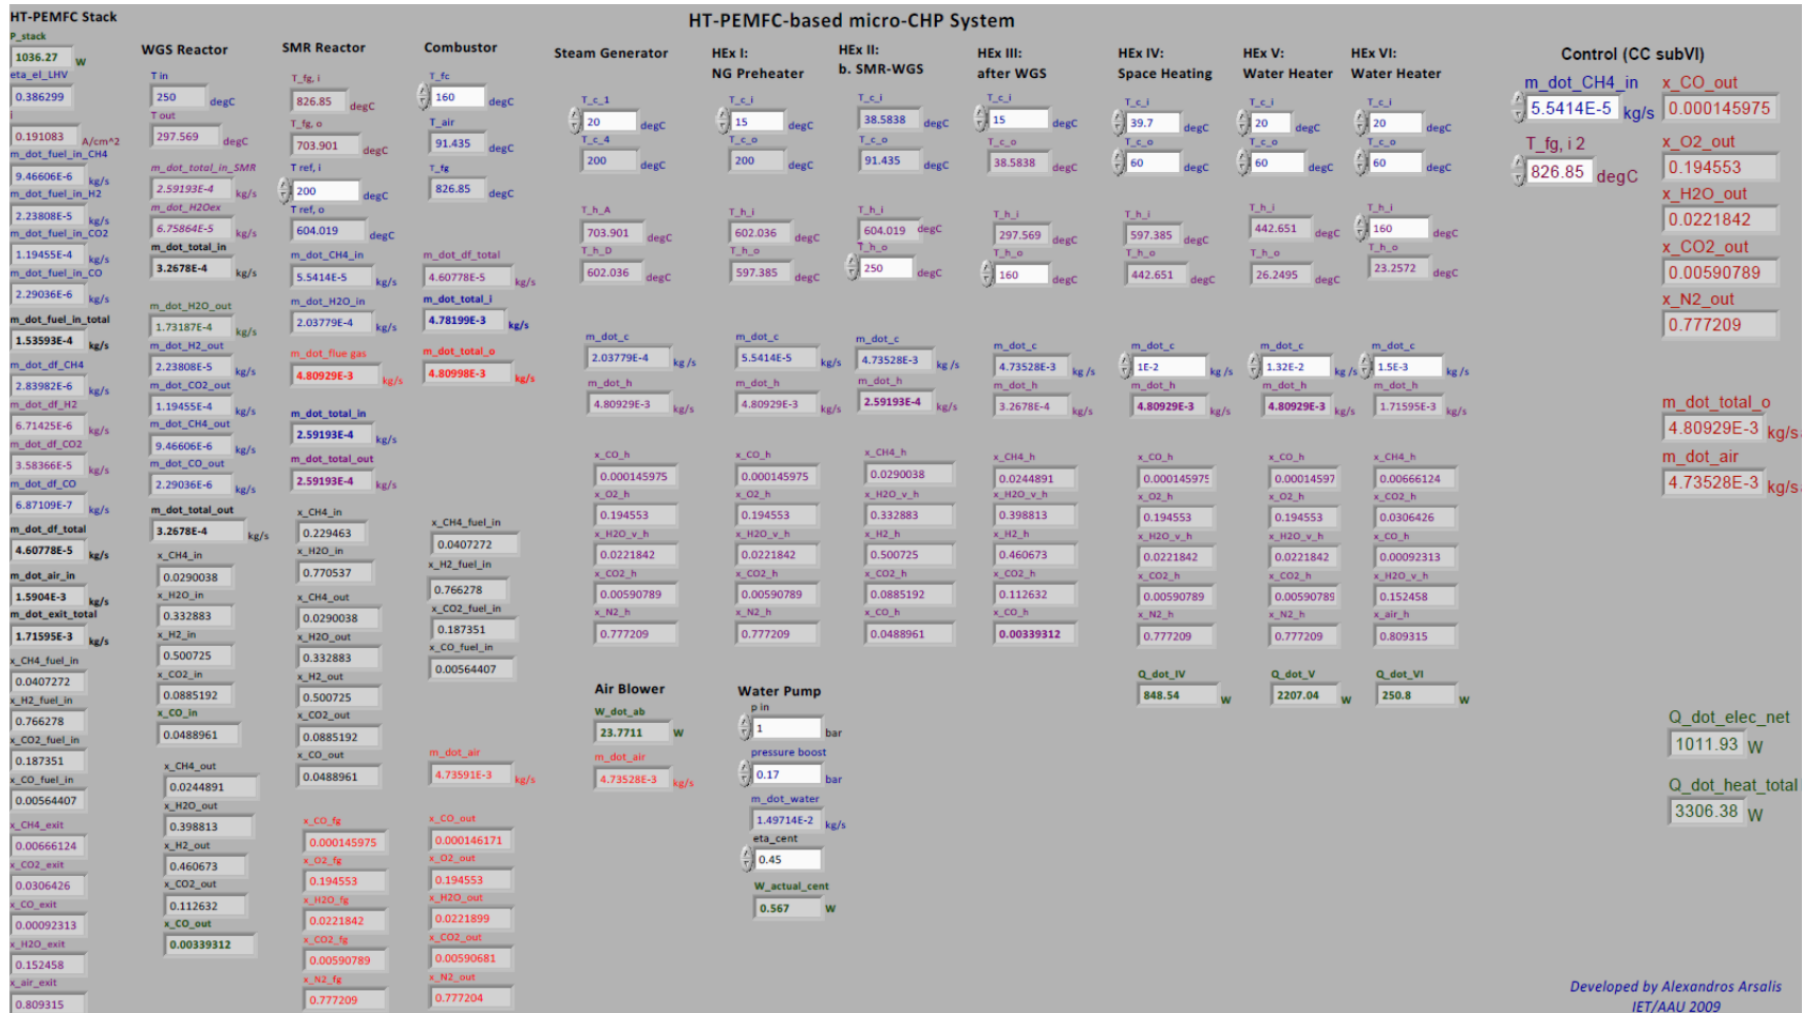 HT-PEMFC-based micro-CHP System
HT-PEMFC Stack
P_stack
1036.27 W
eta_el_LHV
0.386299
i
0.191083 A/cm^2
m_dot_fuel_in_CH4
9.46606E-6 kg/s
m_dot_fuel_in_H2
2.23808E-5 kg/s
m_dot_fuel_in_CO2
1.19455E-4 kg/s
m_dot_fuel_in_CO
2.29036E-6 kg/s
m_dot_fuel_in_total
1.53593E-4 kg/s
m_dot_df_CH4
2.83982E-6 kg/s
m_dot_df_H2
6.71425E-6 kg/s
m_dot_df_CO2
3.58366E-5 kg/s
m_dot_df_CO
6.87109E-7 kg/s
m_dot_df_total
4.60778E-5 kg/s
m_dot_air_in
1.5904E-3 kg/s
m_dot_exit_total
1.71595E-3 kg/s
x_CH4_fuel_in
0.0407272
x_H2_fuel_in
0.766278
x_CO2_fuel_in
0.187351
x_CO_fuel_in
0.00564407
x_CH4_exit
0.00666124
x_CO2_exit
0.0306426
x_CO_exit
0.00092313
x_H2O_exit
0.152458
x_air_exit
0.809315
WGS Reactor
T in
250 degC
T out
297.569 degC
m_dot_total_in_SMR
2.59193E-4 kg/s
m_dot_H2Oex
6.75864E-5 kg/s
m_dot_total_in
3.2678E-4 kg/s
m_dot_H2O_out
1.73187E-4 kg/s
m_dot_H2_out
2.23808E-5 kg/s
m_dot_CO2_out
1.19455E-4 kg/s
m_dot_CH4_out
9.46606E-6 kg/s
m_dot_CO_out
2.29036E-6 kg/s
m_dot_total_out
3.2678E-4 kg/s
x_CH4_in
0.0290038
x_H2O_in
0.332883
x_H2_in
0.500725
x_CO2_in
0.0885192
x_CO_in
0.0488961
x_CH4_out
0.0244891
x_H2O_out
0.398813
x_H2_out
0.460673
x_CO2_out
0.112632
x_CO_out
0.00339312
SMR Reactor
T_fg, i
826.85 degC
T_fg, o
703.901 degC
T ref, i
200 degC
T ref, o
604.019 degC
m_dot_CH4_in
5.5414E-5 kg/s
m_dot_H2O_in
2.03779E-4 kg/s
m_dot_flue gas
4.80929E-3 kg/s
m_dot_total_in
2.59193E-4 kg/s
m_dot_total_out
2.59193E-4 kg/s
x_CH4_in
0.229463
x_H2O_in
0.770537
x_CH4_out
0.0290038
x_H2O_out
0.332883
x_H2_out
0.500725
x_CO2_out
0.0885192
x_CO_out
0.0488961
x_CO_fg
0.000145975
x_O2_fg
0.194553
x_H2O_fg
0.0221842
x_CO2_fg
0.00590789
x_N2_fg
0.777209
Combustor
T_fc
160 degC
T_air
91.435 degC
T_fg
826.85 degC
m_dot_df_total
4.60778E-5 kg/s
m_dot_total_i
4.78199E-3 kg/s
m_dot_total_o
4.80998E-3 kg/s
x_CH4_fuel_in
0.0407272
x_H2_fuel_in
0.766278
x_CO2_fuel_in
0.187351
x_CO_fuel_in
0.00564407
m_dot_air
4.73591E-3 kg/s
x_CO_out
0.000146171
x_O2_out
0.194553
x_H2O_out
0.0221899
x_CO2_out
0.00590681
x_N2_out
0.777204
Steam Generator
T_c_1
20 degC
T_c_4
200 degC
T_h_A
703.901 degC
T_h_D
602.036 degC
m_dot_c
2.03779E-4 kg/s
m_dot_h
4.80929E-3 kg/s
x_CO_h
0.000145975
x_O2_h
0.194553
x_H2O_v_h
0.0221842
x_CO2_h
0.00590789
x_N2_h
0.777209
Air Blower
W_dot_ab
23.7711 W
m_dot_air
4.73528E-3 kg/s
HEx I:
NG Preheater
T_c_i
15 degC
T_c_o
200 degC
T_h_i
602.036 degC
T_h_o
597.385 degC
m_dot_c
5.5414E-5 kg/s
m_dot_h
4.80929E-3 kg/s
x_CO_h
0.000145975
x_O2_h
0.194553
x_H2O_v_h
0.0221842
x_CO2_h
0.00590789
x_N2_h
0.777209
Water Pump
p in
1 bar
pressure boost
0.17 bar
m_dot_water
1.49714E-2 kg/s
eta_cent
0.45
W_actual_cent
0.567 W
HEx II:
b. SMR-WGS
T_c_i
38.5838 degC
T_c_o
91.435 degC
T_h_i
604.019 degC
T_h_o
250 degC
m_dot_c
4.73528E-3 kg/s
m_dot_h
2.59193E-4 kg/s
x_CH4_h
0.0290038
x_H2O_v_h
0.332883
x_H2_h
0.500725
x_CO2_h
0.0885192
x_CO_h
0.0488961
HEx III:
after WGS
T_c_i
15 degC
T_c_o
38.5838 degC
T_h_i
297.569 degC
T_h_o
160 degC
m_dot_c
4.73528E-3 kg/s
m_dot_h
3.2678E-4 kg/s
x_CH4_h
0.0244891
x_H2O_v_h
0.398813
x_H2_h
0.460673
x_CO2_h
0.112632
x_CO_h
0.00339312
HEx IV:
Space Heating
T_c_i
39.7 degC
T_c_o
60 degC
T_h_i
597.385 degC
T_h_o
442.651 degC
m_dot_c
1E-2 kg/s
m_dot_h
4.80929E-3 kg/s
x_CO_h
0.000145975
x_O2_h
0.194553
x_H2O_v_h
0.0221842
x_CO2_h
0.00590789
x_N2_h
0.777209
Q_dot_IV
848.54 W
HEx V:
Water Heater
T_c_i
20 degC
T_c_o
60 degC
T_h_i
442.651 degC
T_h_o
26.2495 degC
m_dot_c
1.32E-2 kg/s
m_dot_h
4.80929E-3 kg/s
x_CO_h
0.00014597
x_O2_h
0.194553
x_H2O_v_h
0.0221842
x_CO2_h
0.00590789
x_N2_h
0.777209
Q_dot_V
2207.04 W
HEx VI:
Water Heater
T_c_i
20 degC
T_c_o
60 degC
T_h_i
160 degC
T_h_o
23.2572 degC
m_dot_c
1.5E-3 kg/s
m_dot_h
1.71595E-3 kg/s
x_CH4_h
0.00666124
x_CO2_h
0.0306426
x_CO_h
0.00092313
x_H2O_v_h
0.152458
x_air_h
0.809315
Q_dot_VI
250.8 W
Control (CC subVI)
m_dot_CH4_in
5.5414E-5 kg/s
T_fg, i 2
826.85 degC
x_CO_out
0.000145975
x_O2_out
0.194553
x_H2O_out
0.0221842
x_CO2_out
0.00590789
x_N2_out
0.777209
m_dot_total_o
4.80929E-3 kg/s
m_dot_air
4.73528E-3 kg/s
Q_dot_elec_net
1011.93 W
Q_dot_heat_total
3306.38 W
Developed by Alexandros Arsalis
IET/AAU 2009